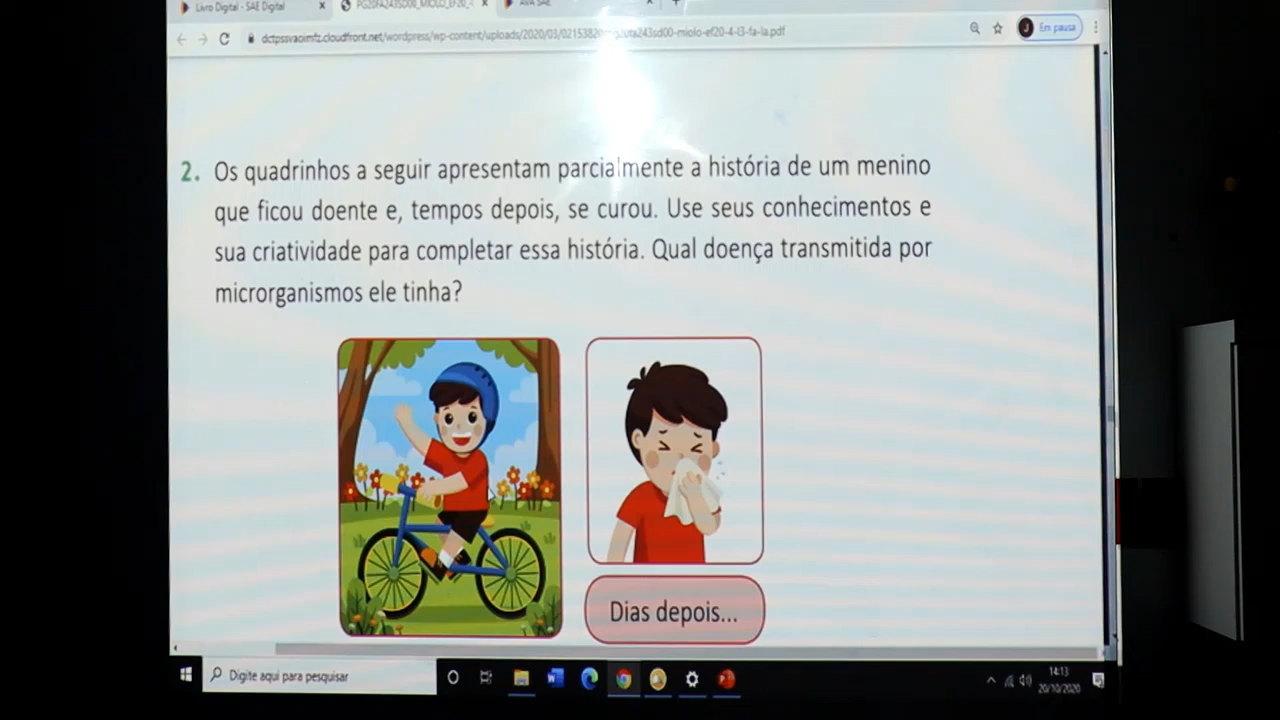 Livro Digital - SAE Digital
AVA SAE
Em pausa
2. Os quadrinhos a seguir apresentam parcialmente a história de um menino
que ficou doente e, tempos depois, se curou. Use seus conhecimentos e
sua criatividade para completar essa história. Qual doença transmitida por
microrganismos ele tinha?
Dias depois...
Digite aqui para pesquisar
14:13
20/10/2020